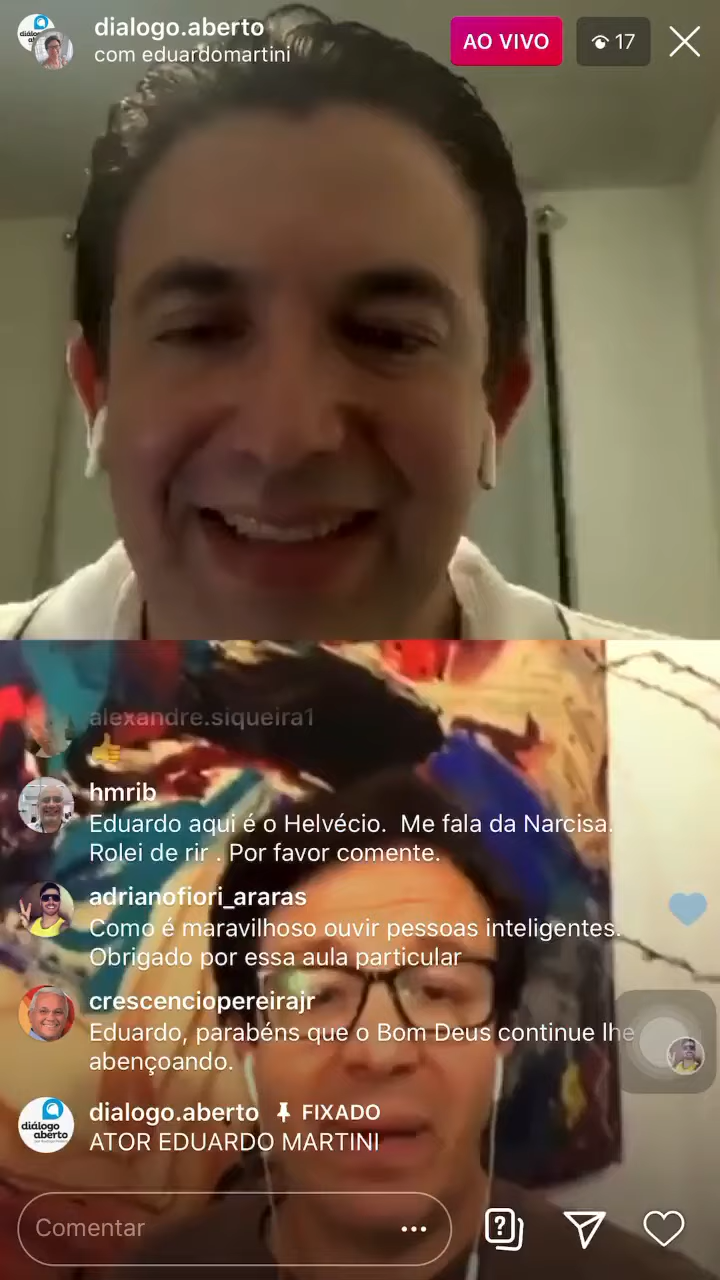 dialogo.aberto
com eduardomartini
AO VIVO
17
alexandre.siqueira1
👍
hmrib
Eduardo aqui é o Helvécio.  Me fala da Narcisa.
Rolei de rir . Por favor comente.
adrianofiori_araras
Como é maravilhoso ouvir pessoas inteligentes.
Obrigado por essa aula particular
crescenciopereirajr
Eduardo, parabéns que o Bom Deus continue lhe
abençoando.
diálogo
aberto
dialogo.aberto FIXADO
ATOR EDUARDO MARTINI
Comentar